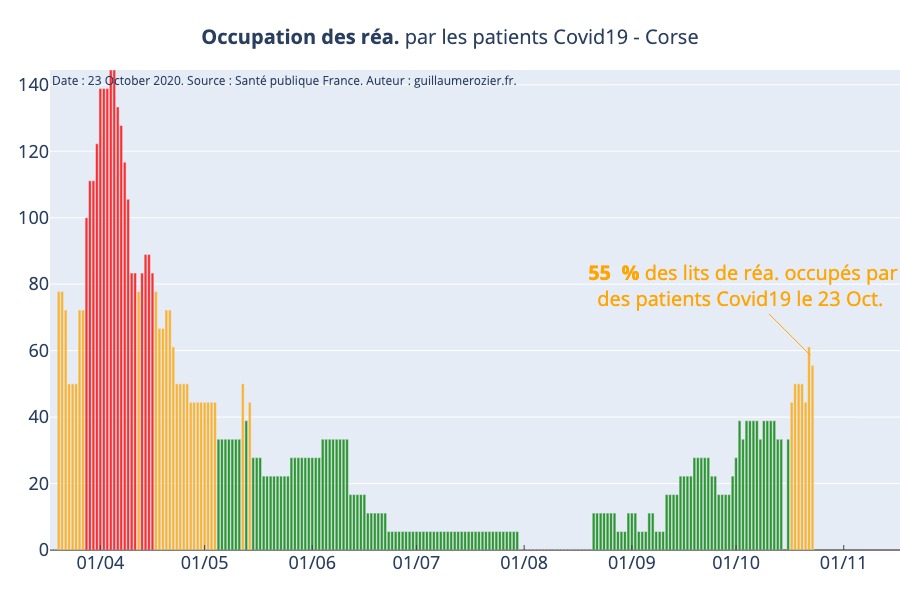 Occupation des réa. par les patients Covid19 - Corse
Date : 23 October 2020. Source : Santé publique France. Auteur : guillaumerozier.fr.
140
120
100
80
60
40
20
0
55 % des lits de réa. occupés par
des patients Covid19 le 23 Oct.
01/04 01/05 01/06 01/07 01/08 01/09 01/10 01/11